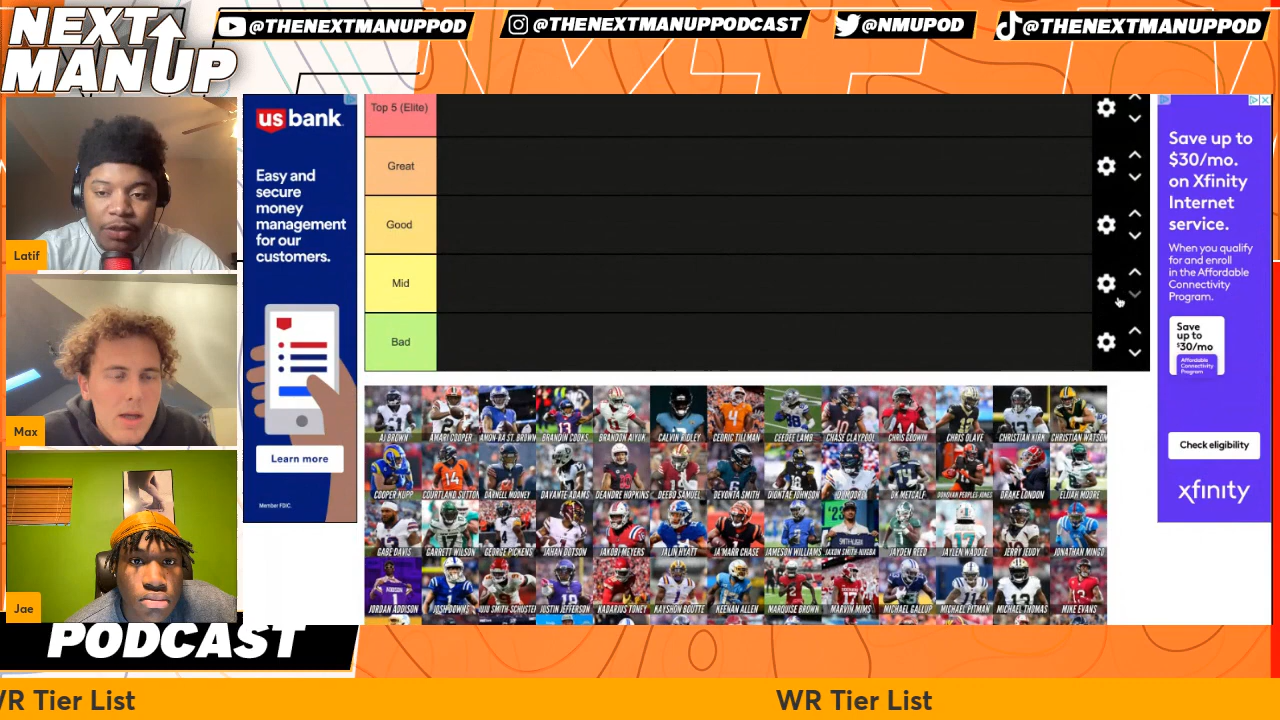 NEXT
MAN UP
@THENEXTMANUPPOD
@THENEXTMANUPPODCAST
@NMUPOD
@THENEXTMANUPPOD
Latif
Max
Jae
PODCAST
us bank
Easy and
secure
money
management
for our
customers.
Learn more
Member FDIC
Top 5 (Elite)
Great
Good
Mid
Bad
AJ BROWN AMARI COOPER AMON-RA ST. BROWN BRANDIN COOKS BRANDON AIYUK CALVIN RIDLEY CEDRIC TILLMAN CEEDEE LAMB CHASE CLAYPOOL CHRIS GODWIN CHRIS OLAVE CHRISTIAN KIRK CHRISTIAN WATSON
COOPER KUPP COURTLAND SUTTON DARNELL MOONEY DAVANTE ADAMS DEANDRE HOPKINS DEEBO SAMUEL DEVONTA SMITH DIONTAE JOHNSON DJ MOORE DK METCALF DONOVAN PEOPLES-JONES DRAKE LONDON ELIJAH MOORE
GABE DAVIS GARRETT WILSON GEORGE PICKENS JAHAN DOTSON JAKOBI MEYERS JALIN HYATT JA'MARR CHASE JAMESON WILLIAMS JAXON SMITH-NIGBA JAYDEN REED JAYLEN WADDLE JERRY JEUDY JONATHAN MINGO
JORDAN ADDISON JOSH DOWNS JUJU SMITH-SCHUSTER JUSTIN JEFFERSON KADARIUS TONEY KAYSHON BOUTTE KEENAN ALLEN MARQUISE BROWN MARVIN MIMS MICHAEL GALLUP MICHAEL PITMAN MICHAEL THOMAS MIKE EVANS
Save up to
$30/mo.
on Xfinity
Internet
service.
When you qualify
for and enroll
in the Affordable
Connectivity
Program.
Save
up to
$30/mo
Affordable
Connectivity
Program
Check eligibility
xfinity
WR Tier List
WR Tier List